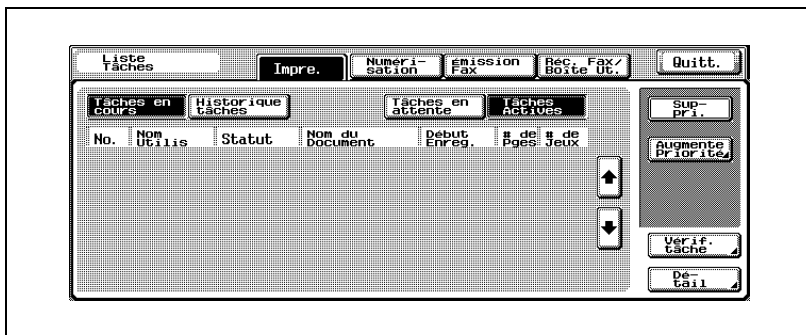 Liste
Tâches
Impre.
Numéri-
sation
émission
Fax
Réc. Fax/
Boîte Ut.
Quitt.
Tâches en
cours
Historique
tâches
Tâches en
attente
Tâches
Actives
Sup-
pri.
No.
Nom
Utilis
Statut
Nom du
Document
Début
Enreg.
# de
Pges
# de
Jeux
Augmente
Priorité
Vérif.
tâche
Dé-
tail